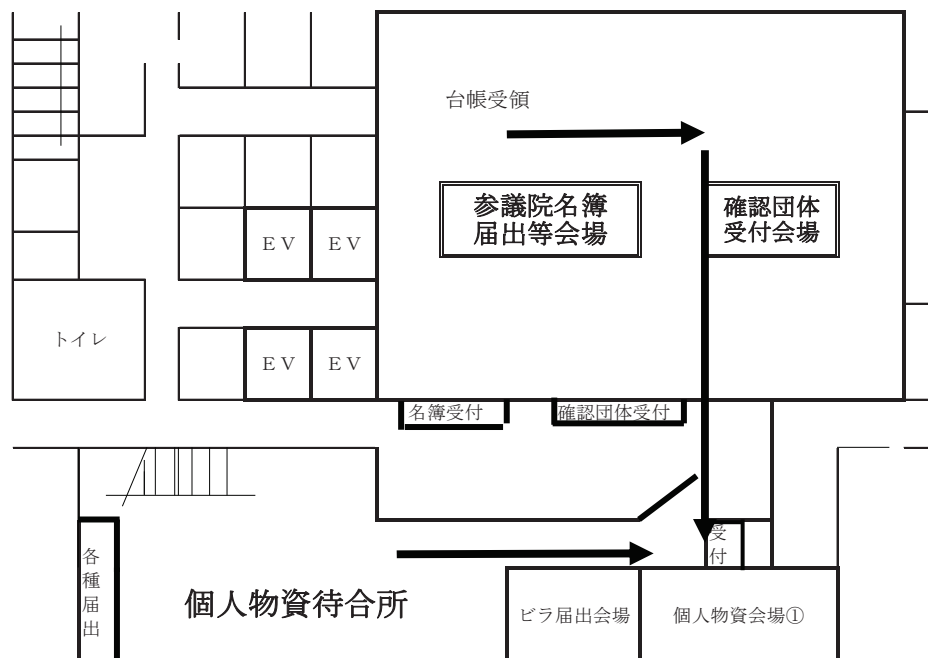 台帳受領
参議院名簿
届出等会場
確認団体
受付会場
ＥＶ
ＥＶ
トイレ
ＥＶ
ＥＶ
名簿受付
確認団体受付
受
付
各
種
届
出
個人物資待合所
ビラ届出会場
個人物資会場①